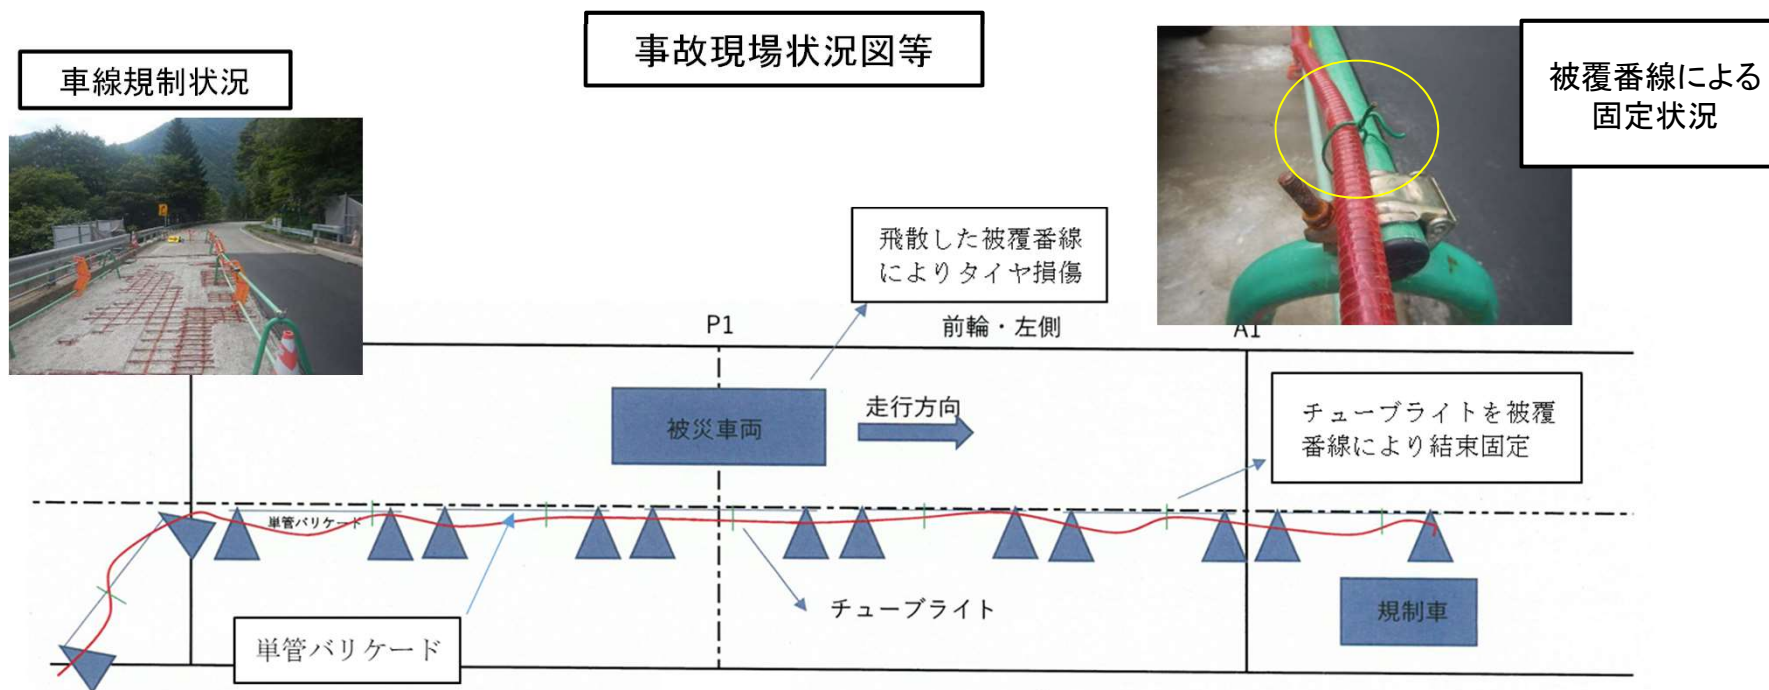 事故現場状況図等
車線規制状況
被覆番線による
固定状況
飛散した被覆番線
によりタイヤ損傷
P1
前輪・左側
A1
被災車両
走行方向
チューブライトを被覆
番線により結束固定
単管バリケード
単管バリケード
チューブライト
規制車